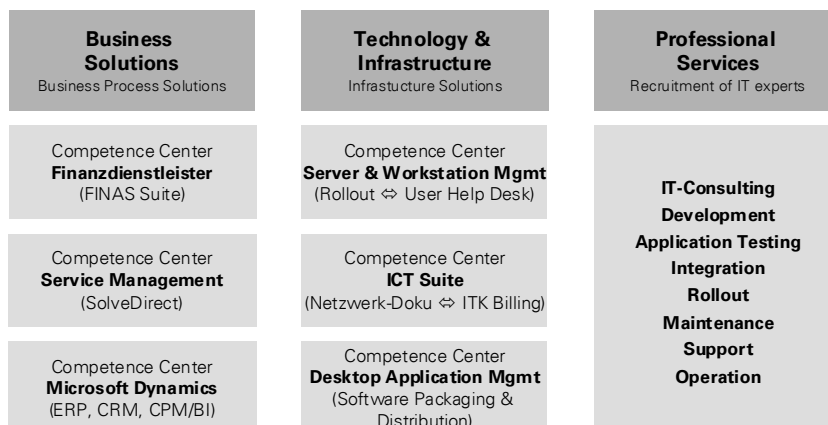 Business
Solutions
Business Process Solutions
Competence Center
Finanzdienstleister
(FINAS Suite)
Competence Center
Service Management
(SolveDirect)
Competence Center
Microsoft Dynamics
(ERP, CRM, CPM/BI)
Technology &
Infrastructure
Infrastucture Solutions
Competence Center
Server & Workstation Mgmt
(Rollout ⇔ User Help Desk)
Competence Center
ICT Suite
(Netzwerk-Doku ⇔ ITK Billing)
Competence Center
Desktop Application Mgmt
(Software Packaging &
Distribution)
Professional
Services
Recruitment of IT experts
IT-Consulting
Development
Application Testing
Integration
Rollout
Maintenance
Support
Operation